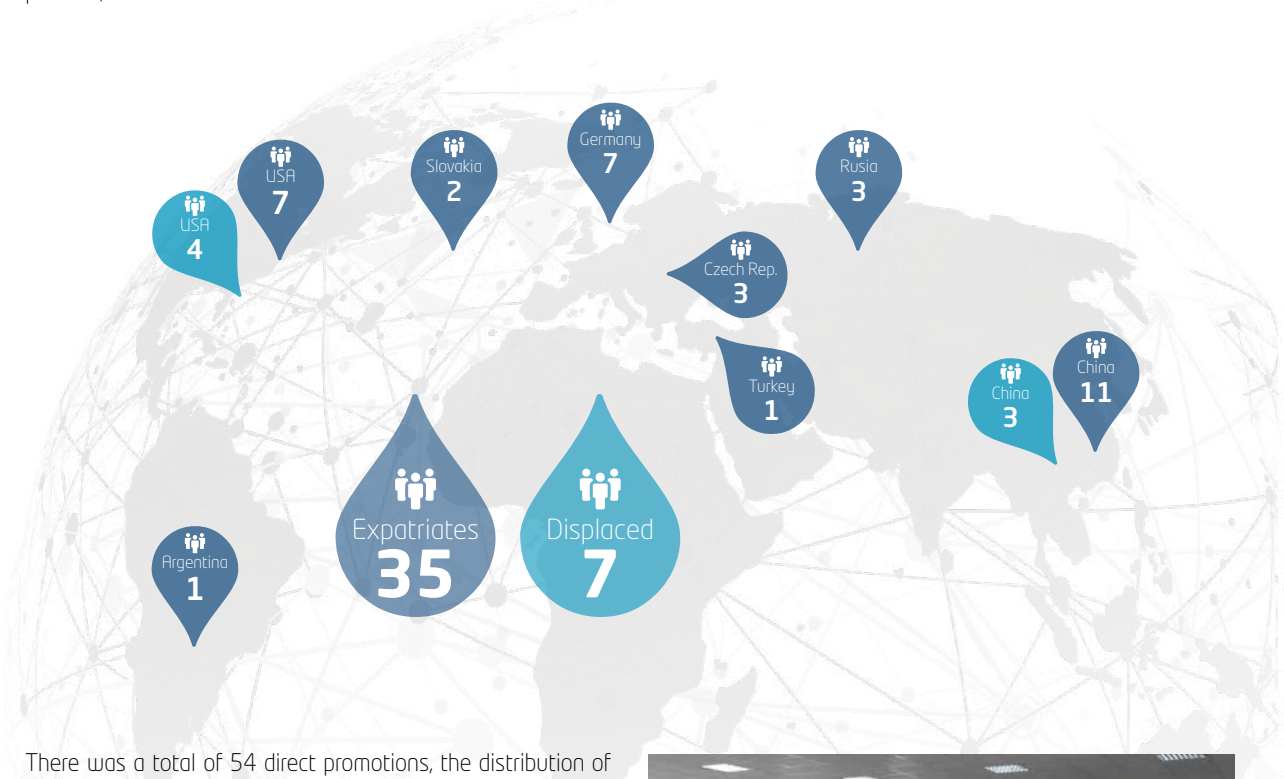 Germany
7
USA
7
Slovakia
2
Rusia
3
USA
4
Czech Rep.
3
China
11
China
3
Turkey
1
Expatriates
35
Displaced
7
Argentina
1
There was a total of 54 direct promotions, the distribution of